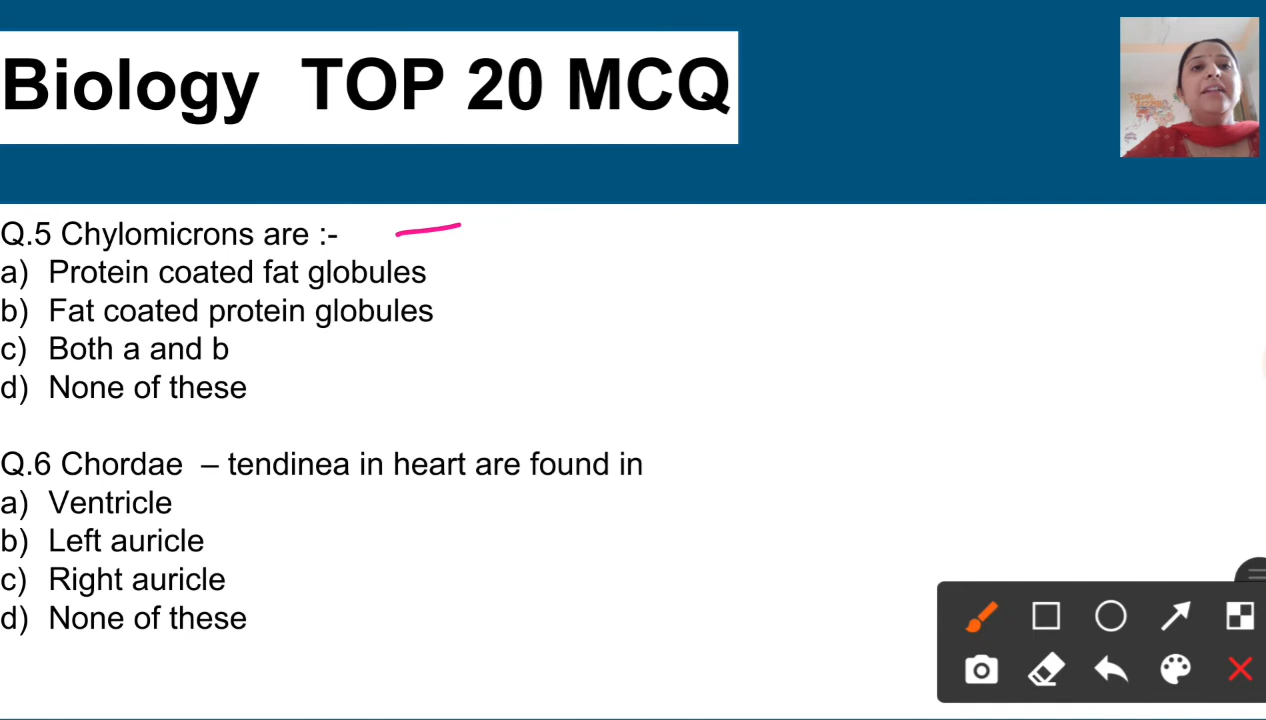 Biology TOP 20 MCQ
Q.5 Chylomicrons are :-
a) Protein coated fat globules
b) Fat coated protein globules
c) Both a and b
d) None of these
Q.6 Chordae – tendinea in heart are found in
a) Ventricle
b) Left auricle
c) Right auricle
d) None of these